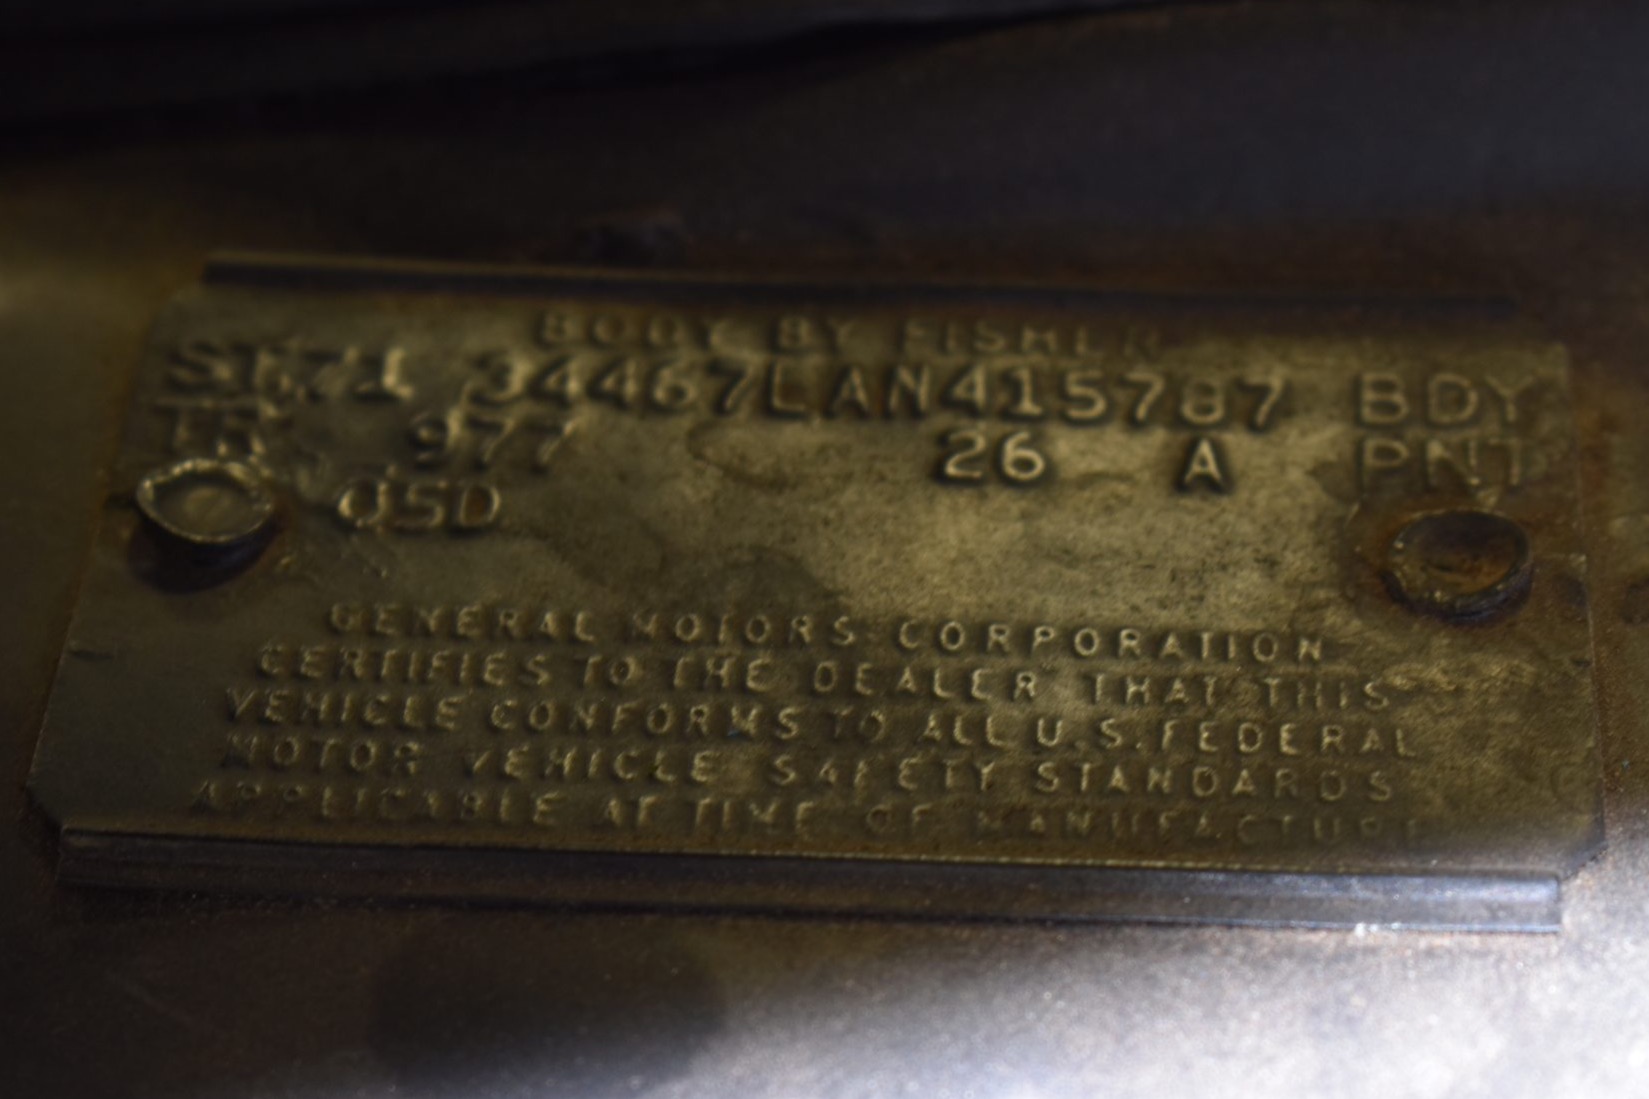 BODY BY FISHER
ST 71 34467LAN415787 BDY
TR 977 26 A PNT
05D
GENERAL MOTORS CORPORATION
CERTIFIES TO THE DEALER THAT THIS
VEHICLE CONFORMS TO ALL U.S. FEDERAL
MOTOR VEHICLE SAFETY STANDARDS
APPLICABLE AT TIME OF MANUFACTURE